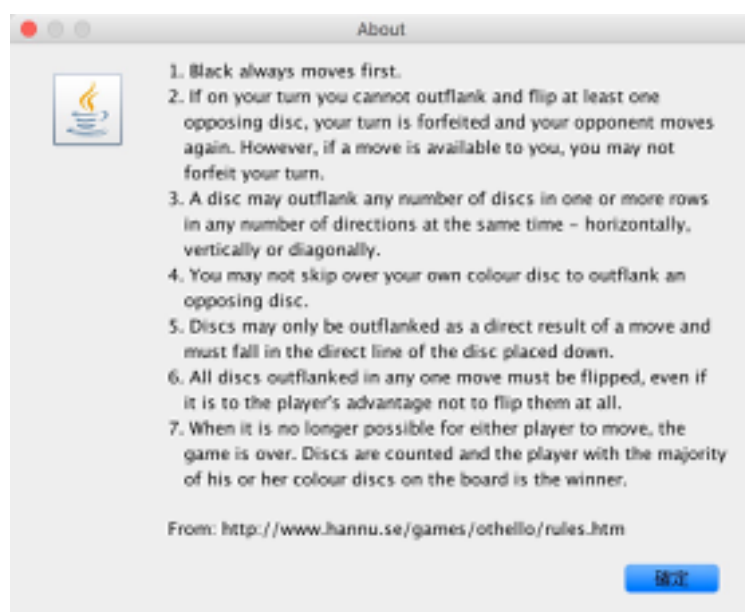 About
1. Black always moves first.
2. If on your turn you cannot outflank and flip at least one
opposing disc, your turn is forfeited and your opponent moves
again. However, if a move is available to you, you may not
forfeit your turn.
3. A disc may outflank any number of discs in one or more rows
in any number of directions at the same time – horizontally,
vertically or diagonally.
4. You may not skip over your own colour disc to outflank an
opposing disc.
5. Discs may only be outflanked as a direct result of a move and
must fall in the direct line of the disc placed down.
6. All discs outflanked in any one move must be flipped, even if
it is to the player's advantage not to flip them at all.
7. When it is no longer possible for either player to move, the
game is over. Discs are counted and the player with the majority
of his or her colour discs on the board is the winner.
From: http://www.hannu.se/games/othello/rules.htm
確定